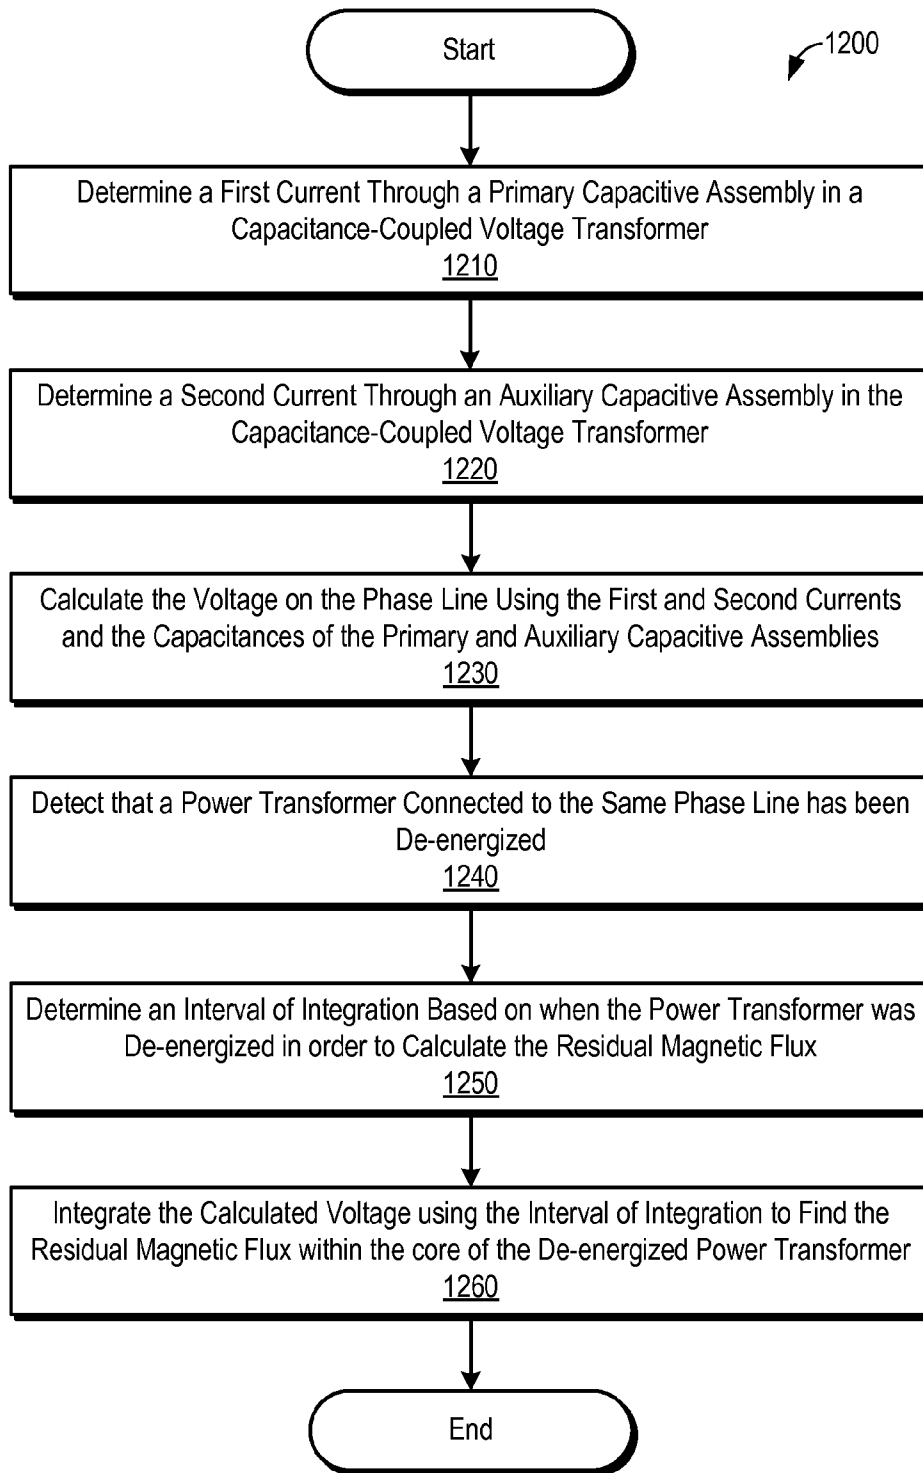 Start
1200
Determine a First Current Through a Primary Capacitive Assembly in a
Capacitance-Coupled Voltage Transformer
1210
Determine a Second Current Through an Auxiliary Capacitive Assembly in the
Capacitance-Coupled Voltage Transformer
1220
Calculate the Voltage on the Phase Line Using the First and Second Currents
and the Capacitances of the Primary and Auxiliary Capacitive Assemblies
1230
Detect that a Power Transformer Connected to the Same Phase Line has been
De-energized
1240
Determine an Interval of Integration Based on when the Power Transformer was
De-energized in order to Calculate the Residual Magnetic Flux
1250
Integrate the Calculated Voltage using the Interval of Integration to Find the
Residual Magnetic Flux within the core of the De-energized Power Transformer
1260
End